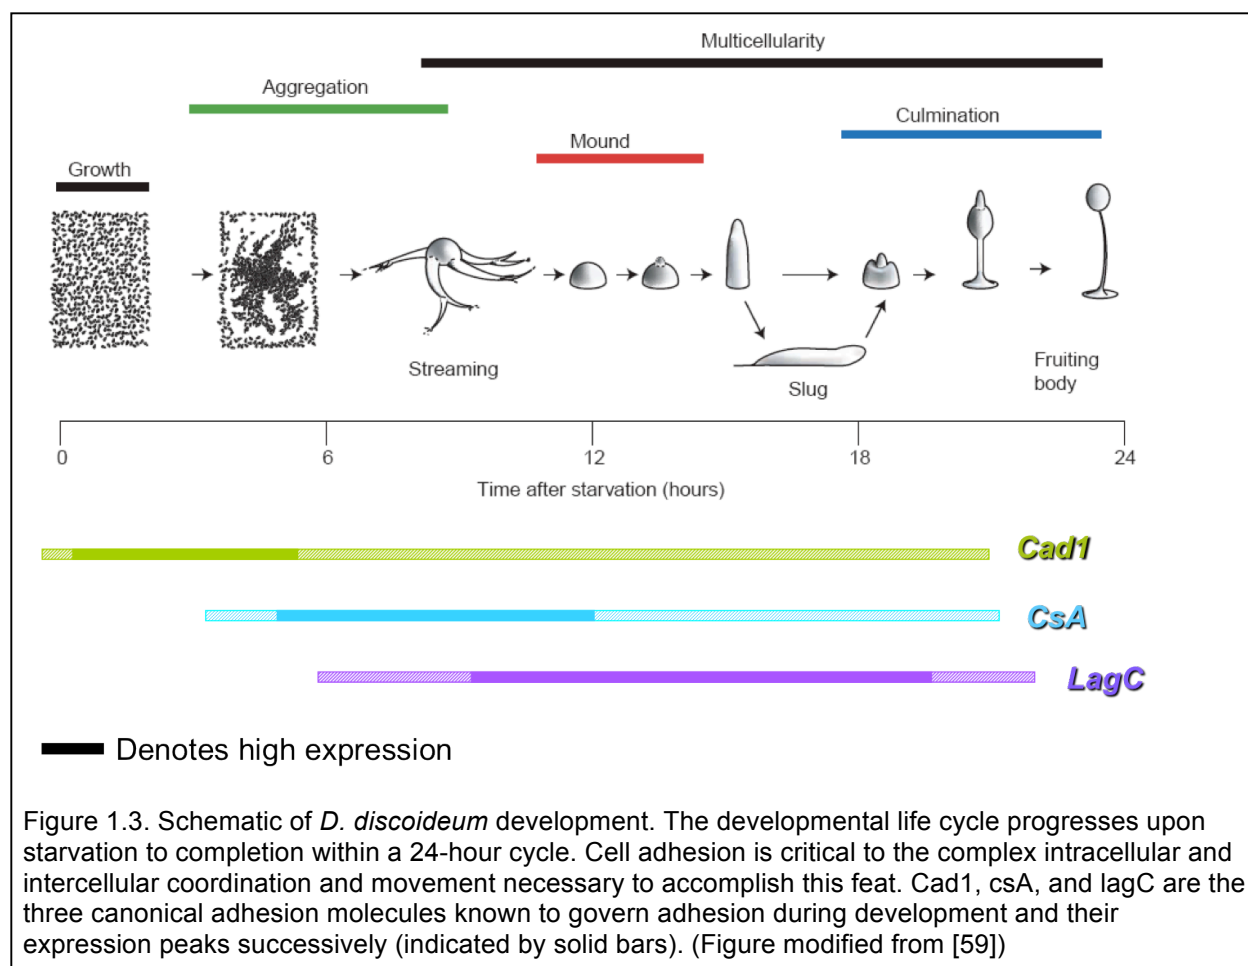 Multicellularity
Aggregation
Culmination
Mound
Growth
Streaming
Slug
Fruiting
body
0 6 12 18 24
Time after starvation (hours)
Cad1
CsA
LagC
Denotes high expression
Figure 1.3. Schematic of D. discoideum development. The developmental life cycle progresses upon
starvation to completion within a 24-hour cycle. Cell adhesion is critical to the complex intracellular and
intercellular coordination and movement necessary to accomplish this feat. Cad1, csA, and lagC are the
three canonical adhesion molecules known to govern adhesion during development and their
expression peaks successively (indicated by solid bars). (Figure modified from [59])